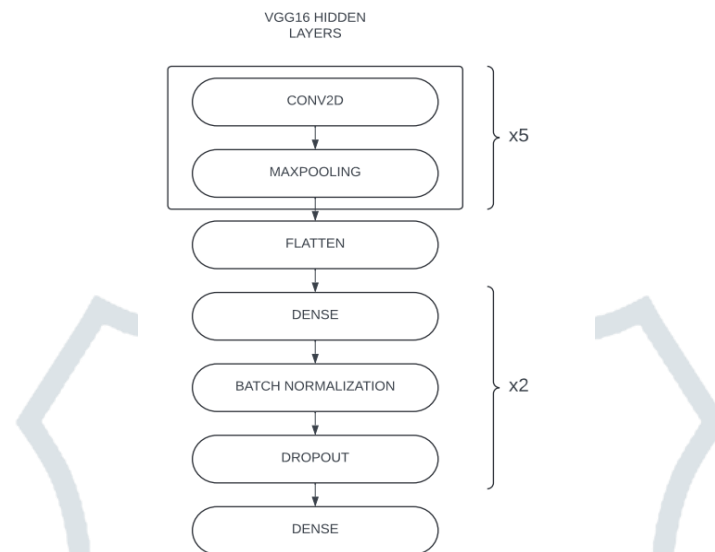 VGG16 HIDDEN
LAYERS
CONV2D
x5
MAXPOOLING
FLATTEN
DENSE
BATCH NORMALIZATION
x2
DROPOUT
DENSE